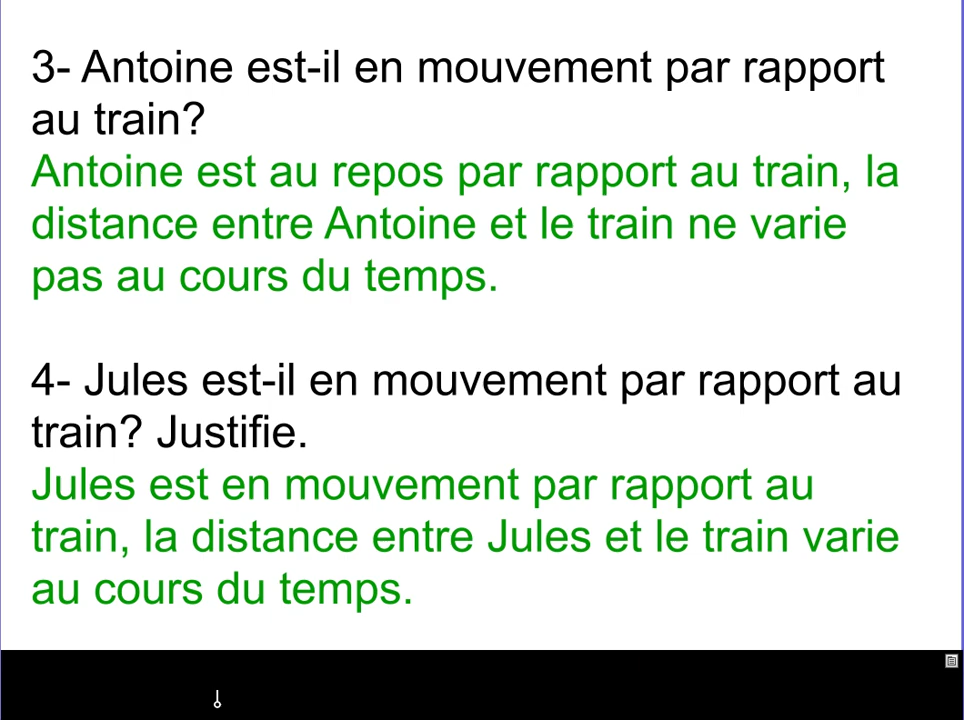 3- Antoine est-il en mouvement par rapport
au train?
Antoine est au repos par rapport au train, la
distance entre Antoine et le train ne varie
pas au cours du temps.
4- Jules est-il en mouvement par rapport au
train? Justifie.
Jules est en mouvement par rapport au
train, la distance entre Jules et le train varie
au cours du temps.